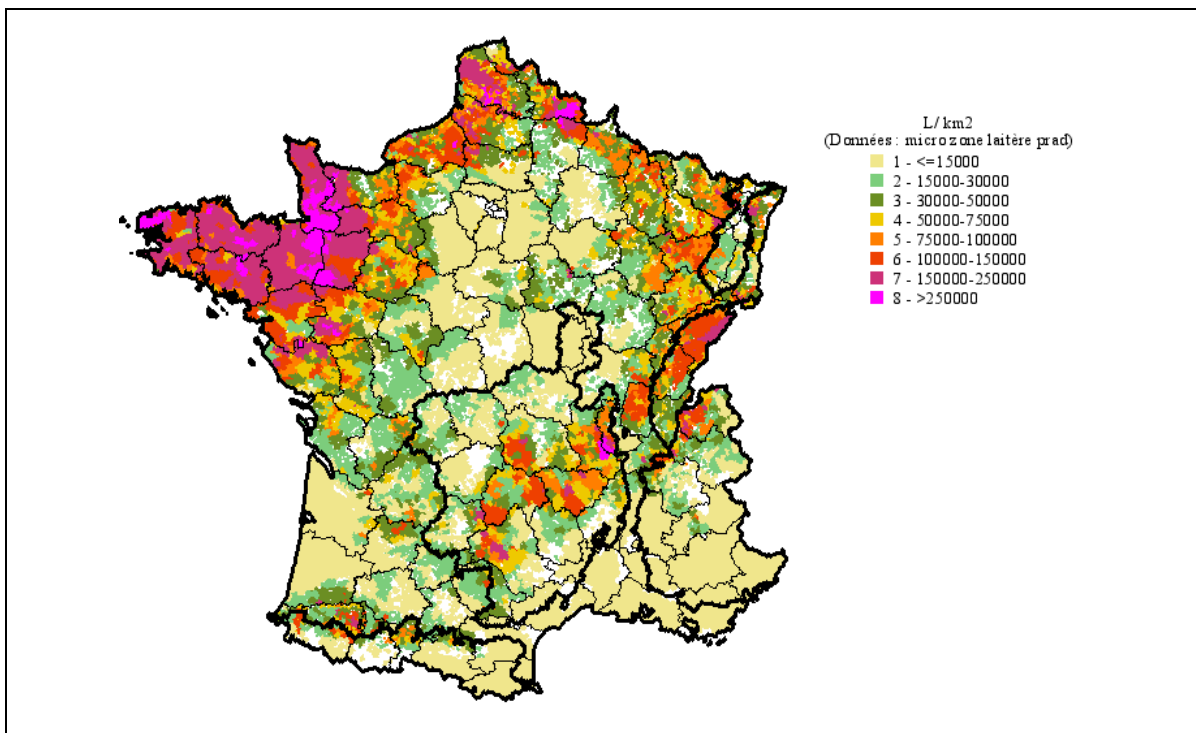 L/ km2
(Données : microzone laitère prad)
1 - <=15000
2 - 15000-30000
3 - 30000-50000
4 - 50000-75000
5 - 75000-100000
6 - 100000-150000
7 - 150000-250000
8 - >250000